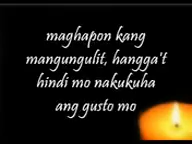 maghapon kang
mangungulit, hangga't
hindi mo nakukuha
ang gusto mo